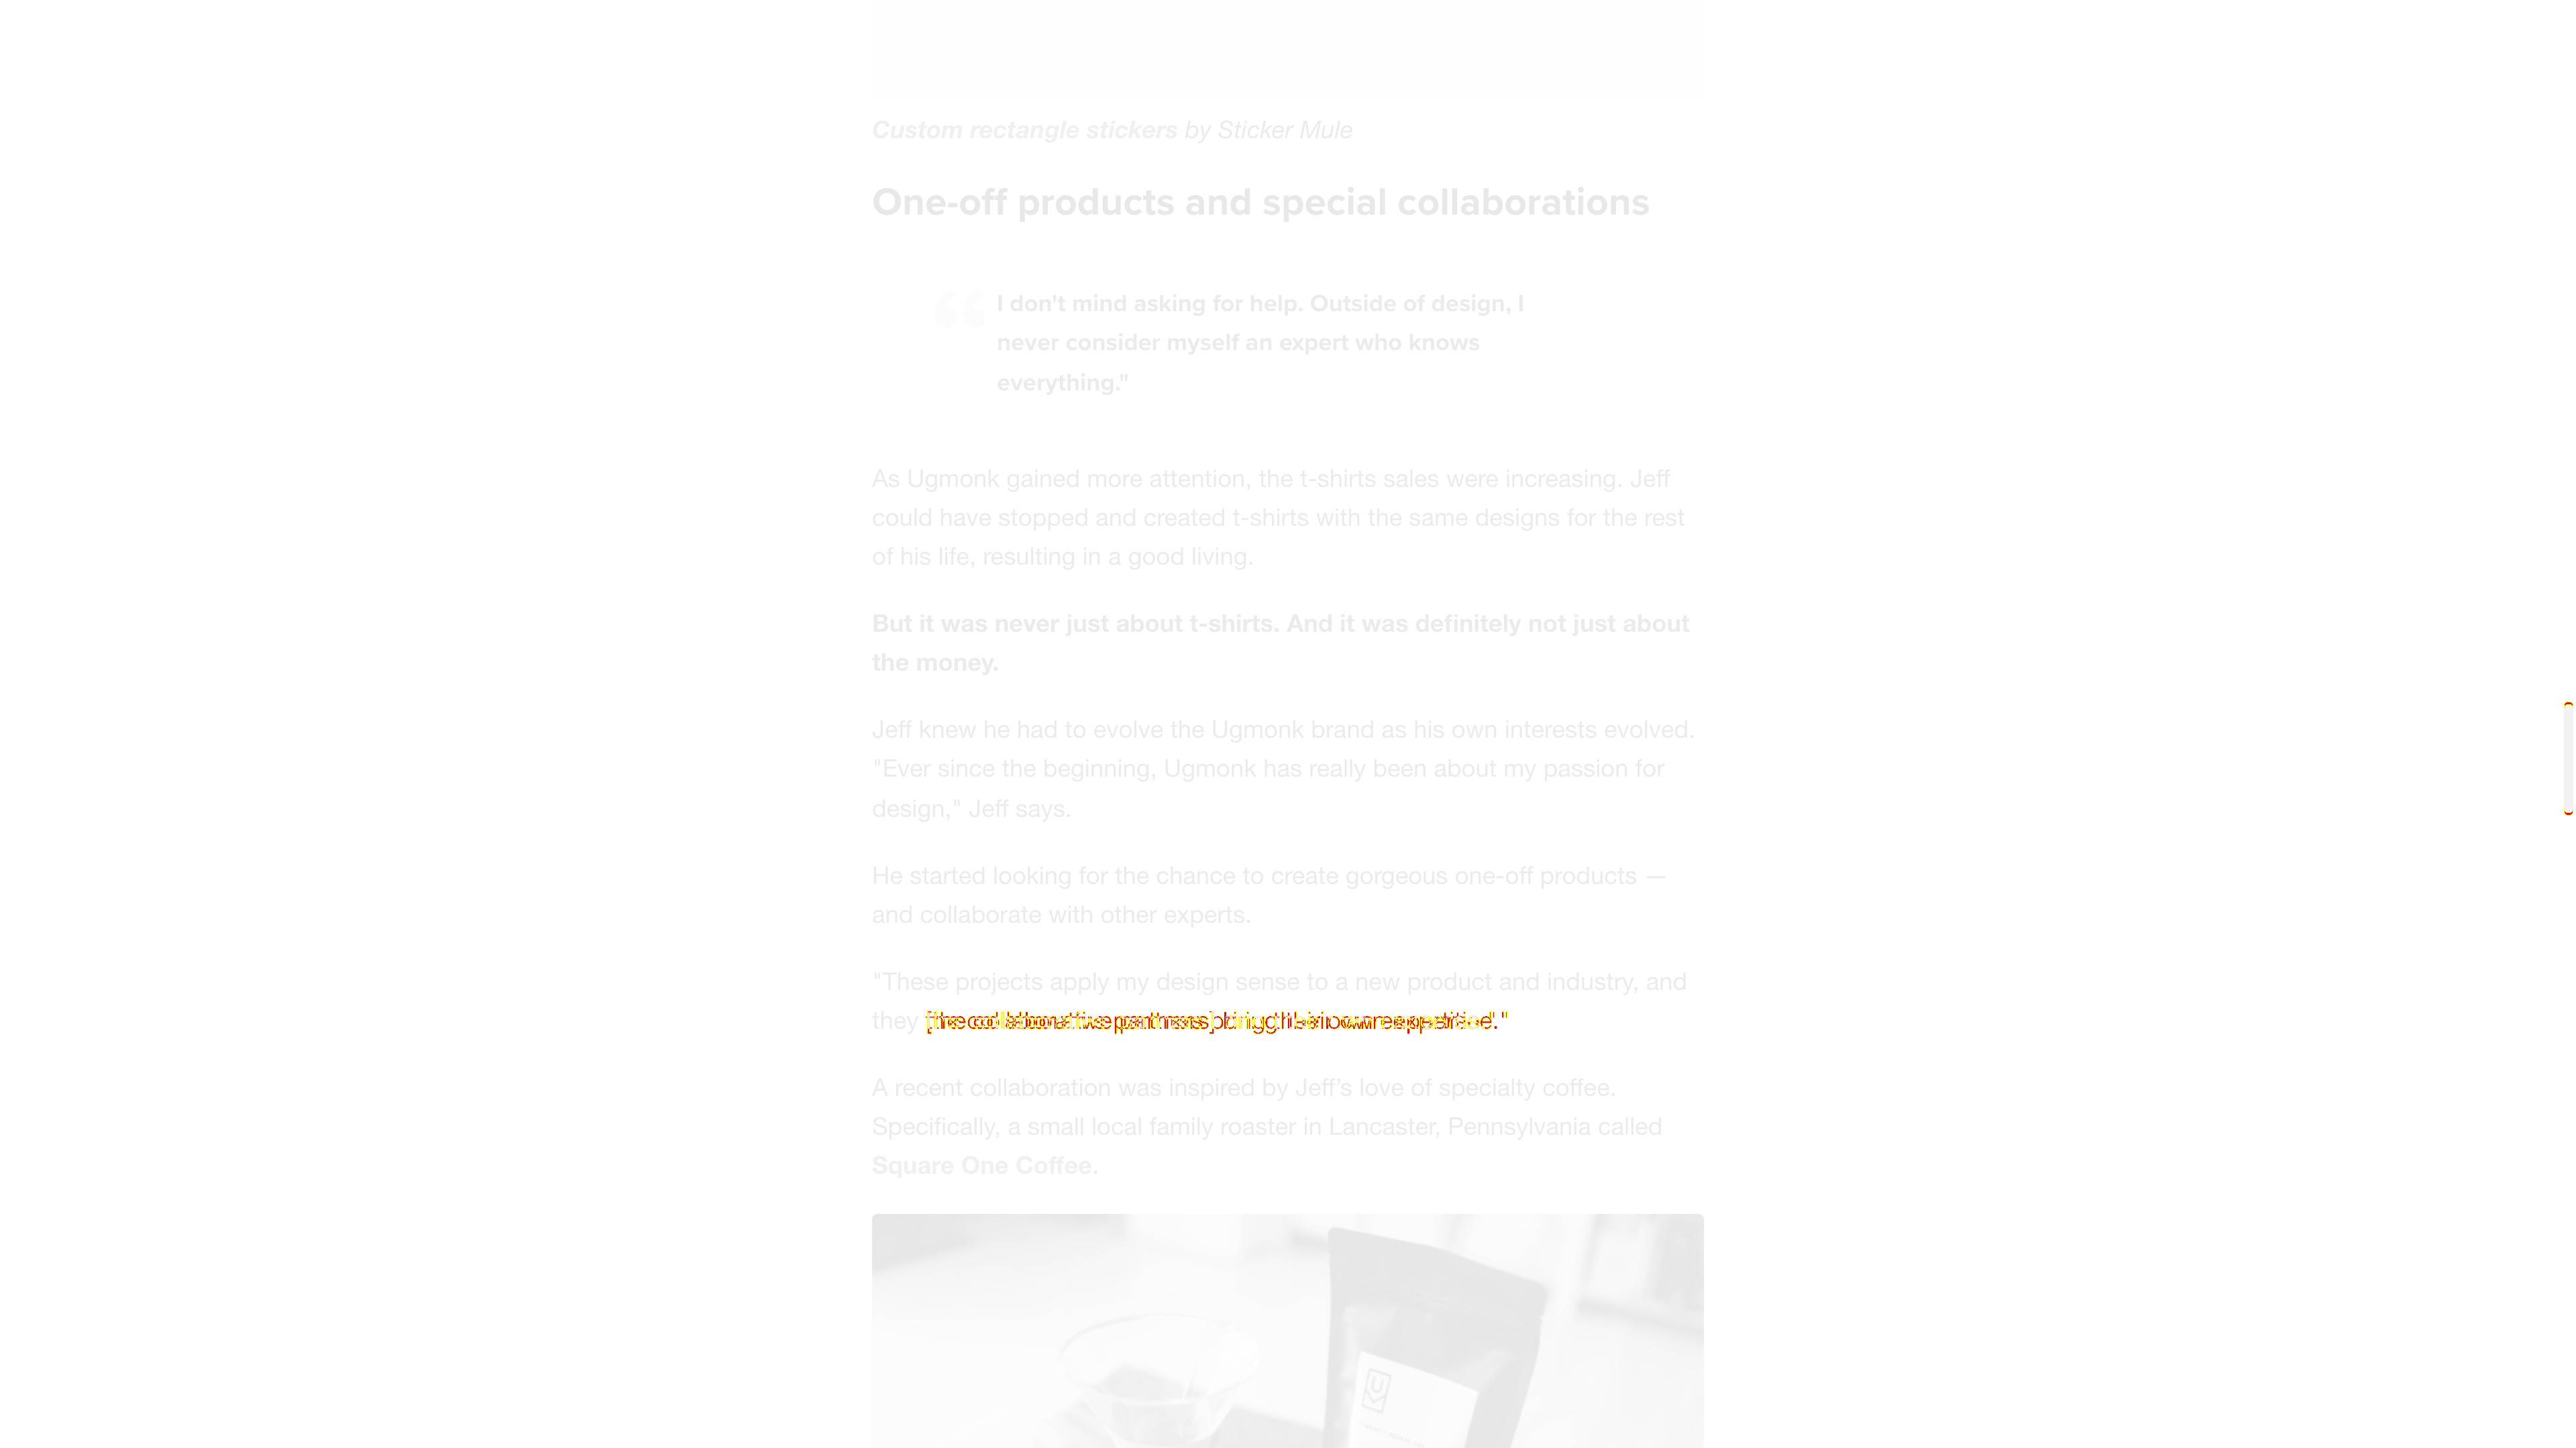 Custom rectangle stickers by Sticker Mule
One-off products and special collaborations
I don't mind asking for help. Outside of design, I
never consider myself an expert who knows
everything."
As Ugmonk gained more attention, the t-shirts sales were increasing. Jeff
could have stopped and created t-shirts with the same designs for the rest
of his life, resulting in a good living.
But it was never just about t-shirts. And it was definitely not just about
the money.
Jeff knew he had to evolve the Ugmonk brand as his own interests evolved.
"Ever since the beginning, Ugmonk has really been about my passion for
design," Jeff says.
He started looking for the chance to create gorgeous one-off products —
and collaborate with other experts.
"These projects apply my design sense to a new product and industry, and
they [the collaborative partners] bring their own expertise."
A recent collaboration was inspired by Jeff’s love of specialty coffee.
Specifically, a small local family roaster in Lancaster, Pennsylvania called
Square One Coffee.